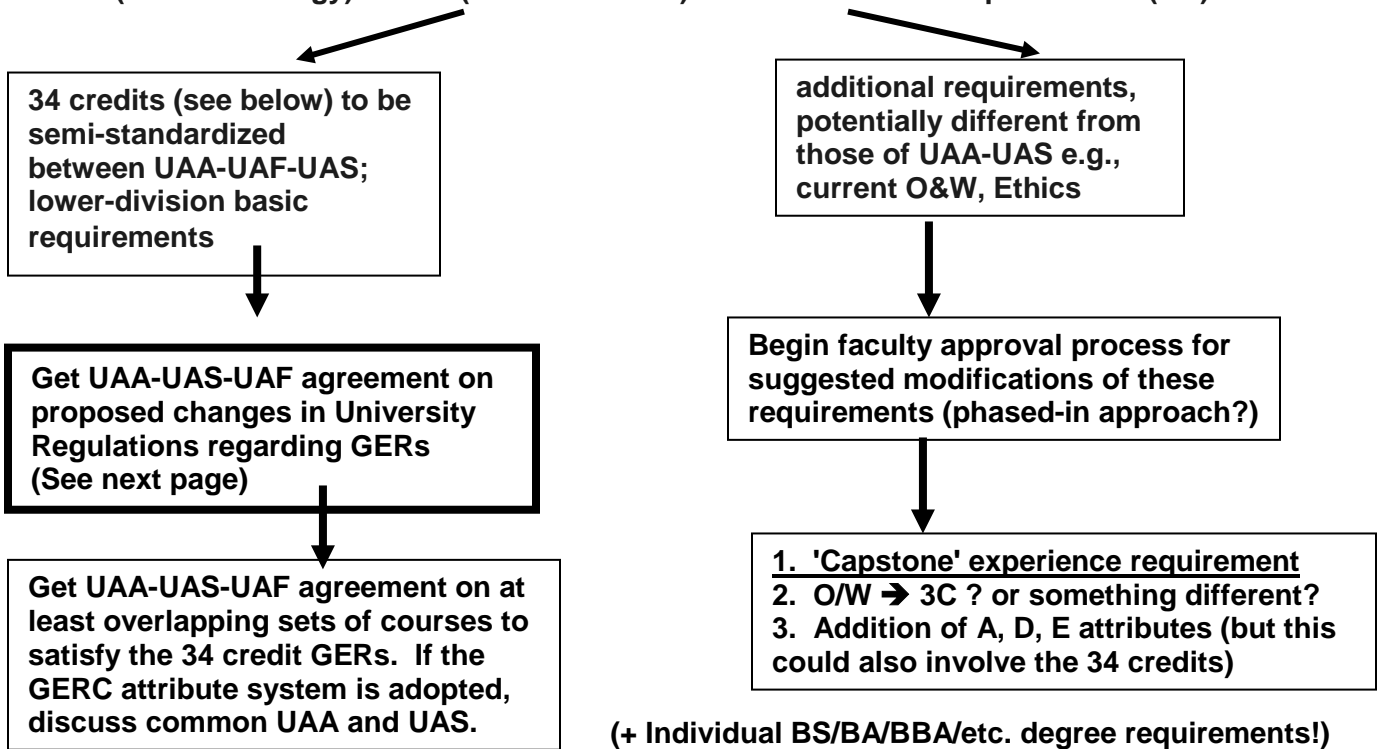 34 credits (see below) to be
semi-standardized
between UAA-UAF-UAS;
lower-division basic
requirements
additional requirements,
potentially different from
those of UAA-UAS e.g.,
current O&W, Ethics
Get UAA-UAS-UAF agreement on
proposed changes in University
Regulations regarding GERs
(See next page)
Begin faculty approval process for
suggested modifications of these
requirements (phased-in approach?)
Get UAA-UAS-UAF agreement on at
least overlapping sets of courses to
satisfy the 34 credit GERs. If the
GERC attribute system is adopted,
discuss common UAA and UAS.
1. 'Capstone' experience requirement
2. O/W ➔ 3C ? or something different?
3. Addition of A, D, E attributes (but this
could also involve the 34 credits)
(+ Individual BS/BA/BBA/etc. degree requirements!)